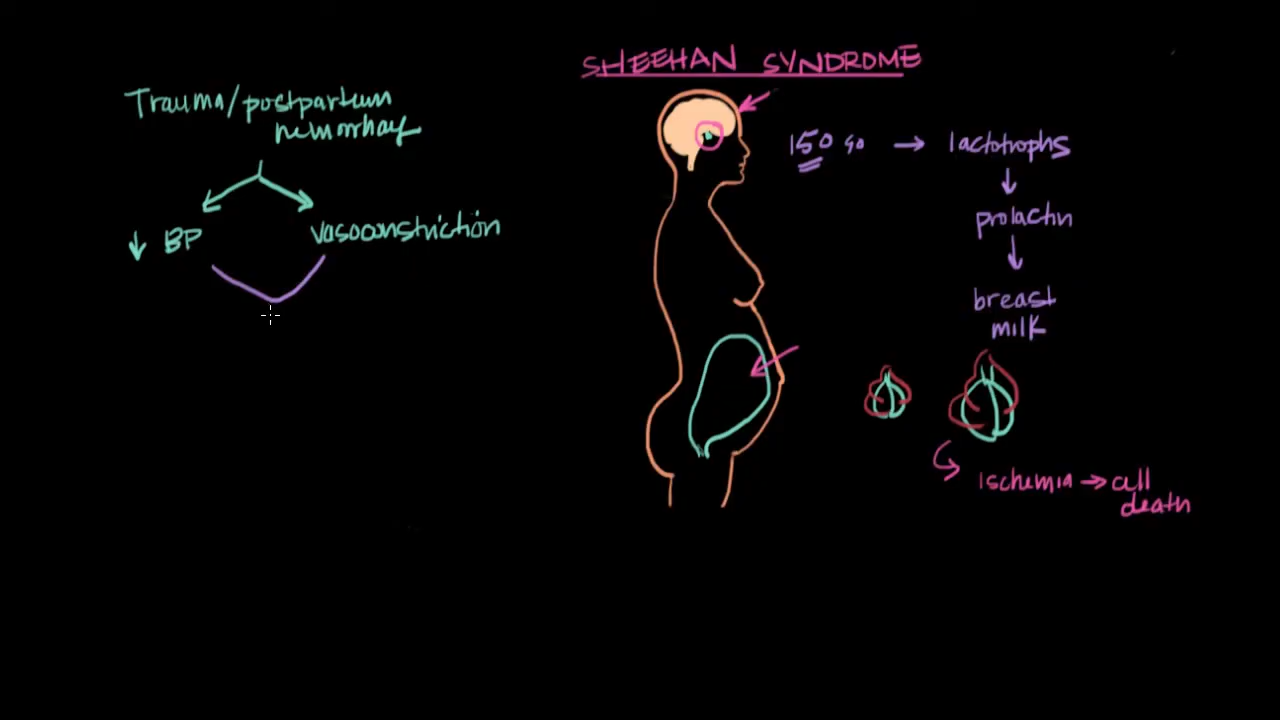 SHEEHAN SYNDROME
Trauma/postpartum
hemorrhage
↓ BP
vasoconstriction
150 → lactotrophs
↓
prolactin
↓
breast
milk
ischemia → cell
death